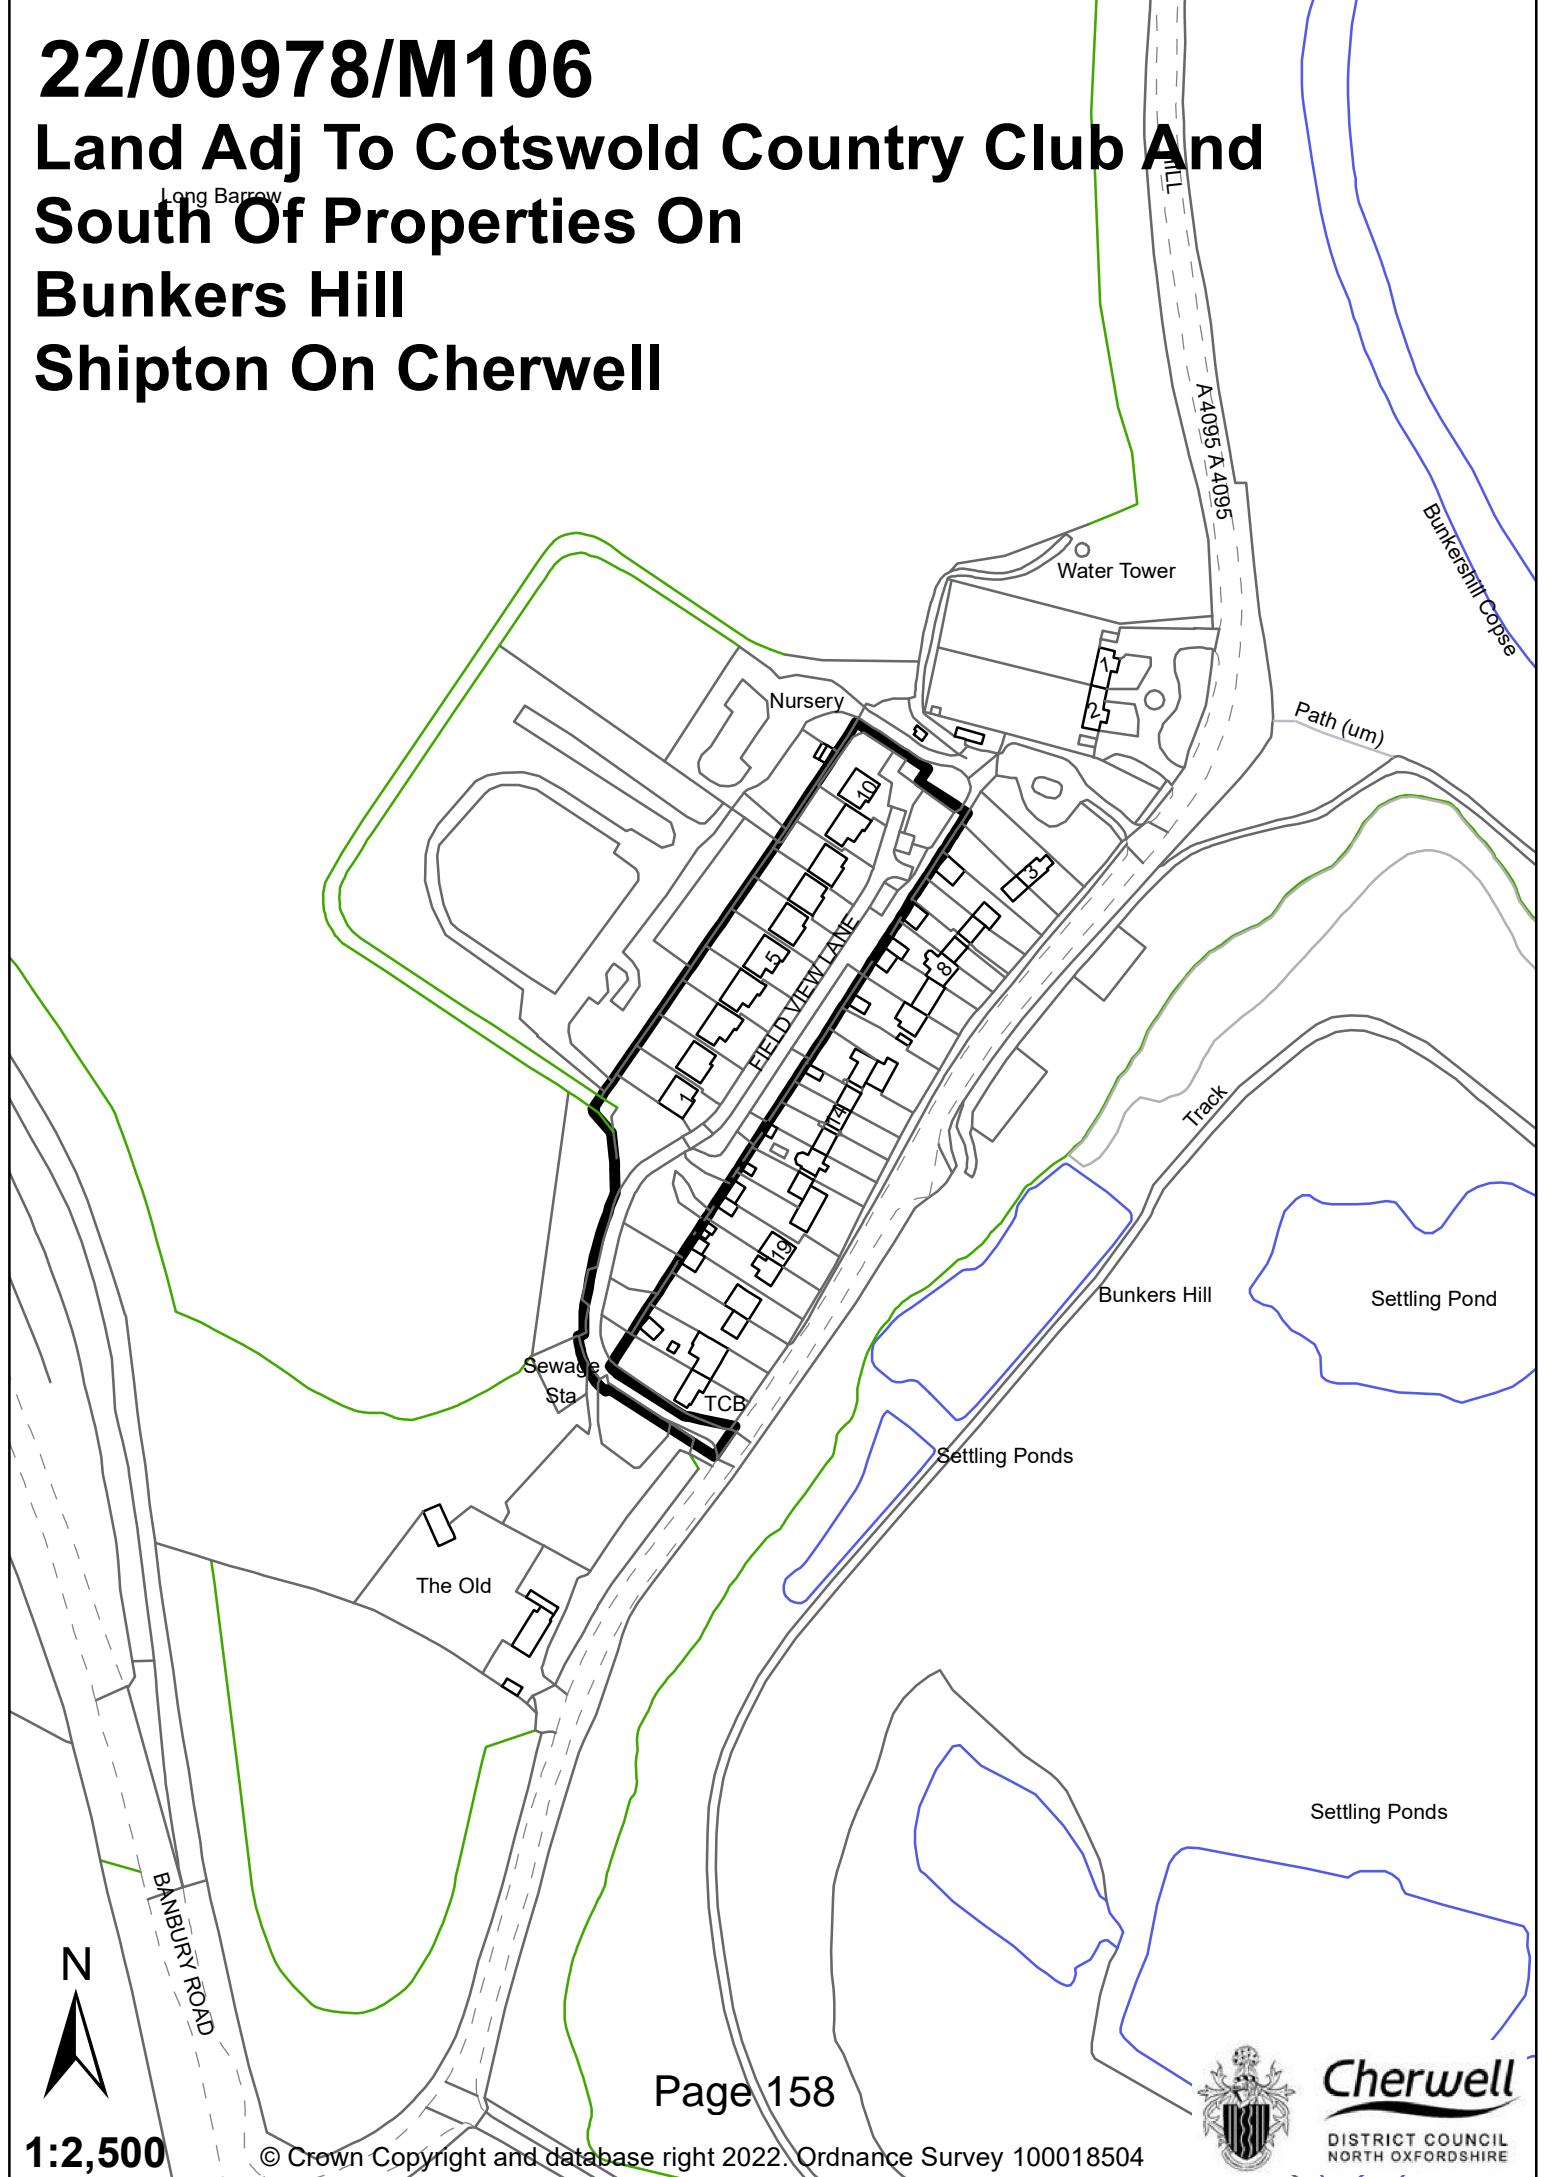 22/00978/M106
Land Adj To Cotswold Country Club And
Long Barrow
South Of Properties On
Bunkers Hill
Shipton On Cherwell
HILL
A 4095 A 4095
Bunkershill Copse
Water Tower
1
2
Path (um)
Nursery
10
3
5
8
FIELD VIEW LANE
1
14
Track
19
Bunkers Hill
Settling Pond
Sewage
Sta
TCB
Settling Ponds
The Old
Settling Ponds
BANBURY ROAD
N
Page 158
Cherwell
DISTRICT COUNCIL
NORTH OXFORDSHIRE
1:2,500
© Crown Copyright and database right 2022. Ordnance Survey 100018504